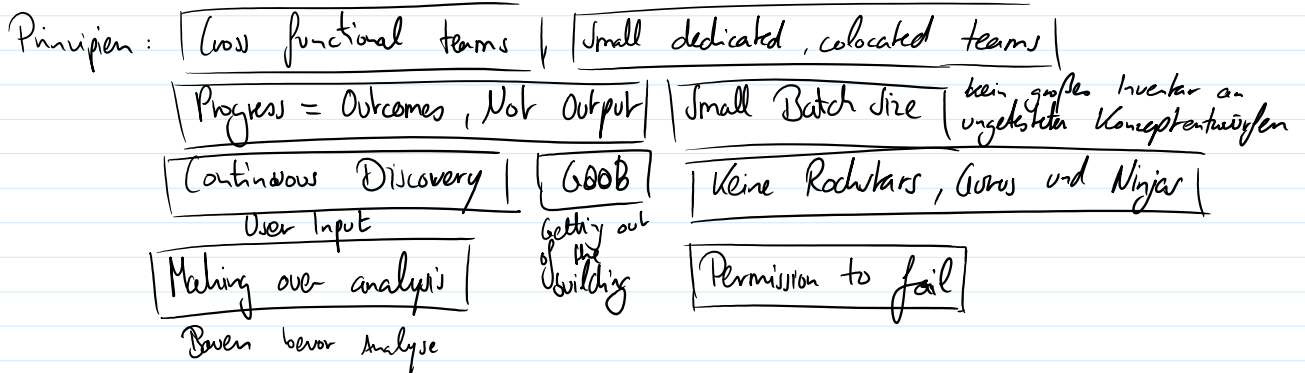 Prinzipien: Cross functional teams, Small dedicated, colocated teams
Progress = Outcomes, Not Output Small Batch Size kein großes Inventar an
ungetesteten Konzeptentwürfen
Continuous Discovery GOOB Keine Rockstars, Gurus und Ninjas
User Input Getting out
of the
building
Making over analysis Permission to fail
Bauen bevor Analyse